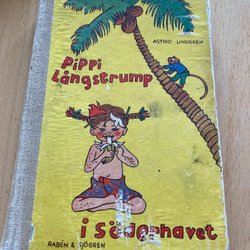 ASTRID LINDGREN
PiPPi
Långstrump
i Söderhavet
RABÉN & SJÖGREN